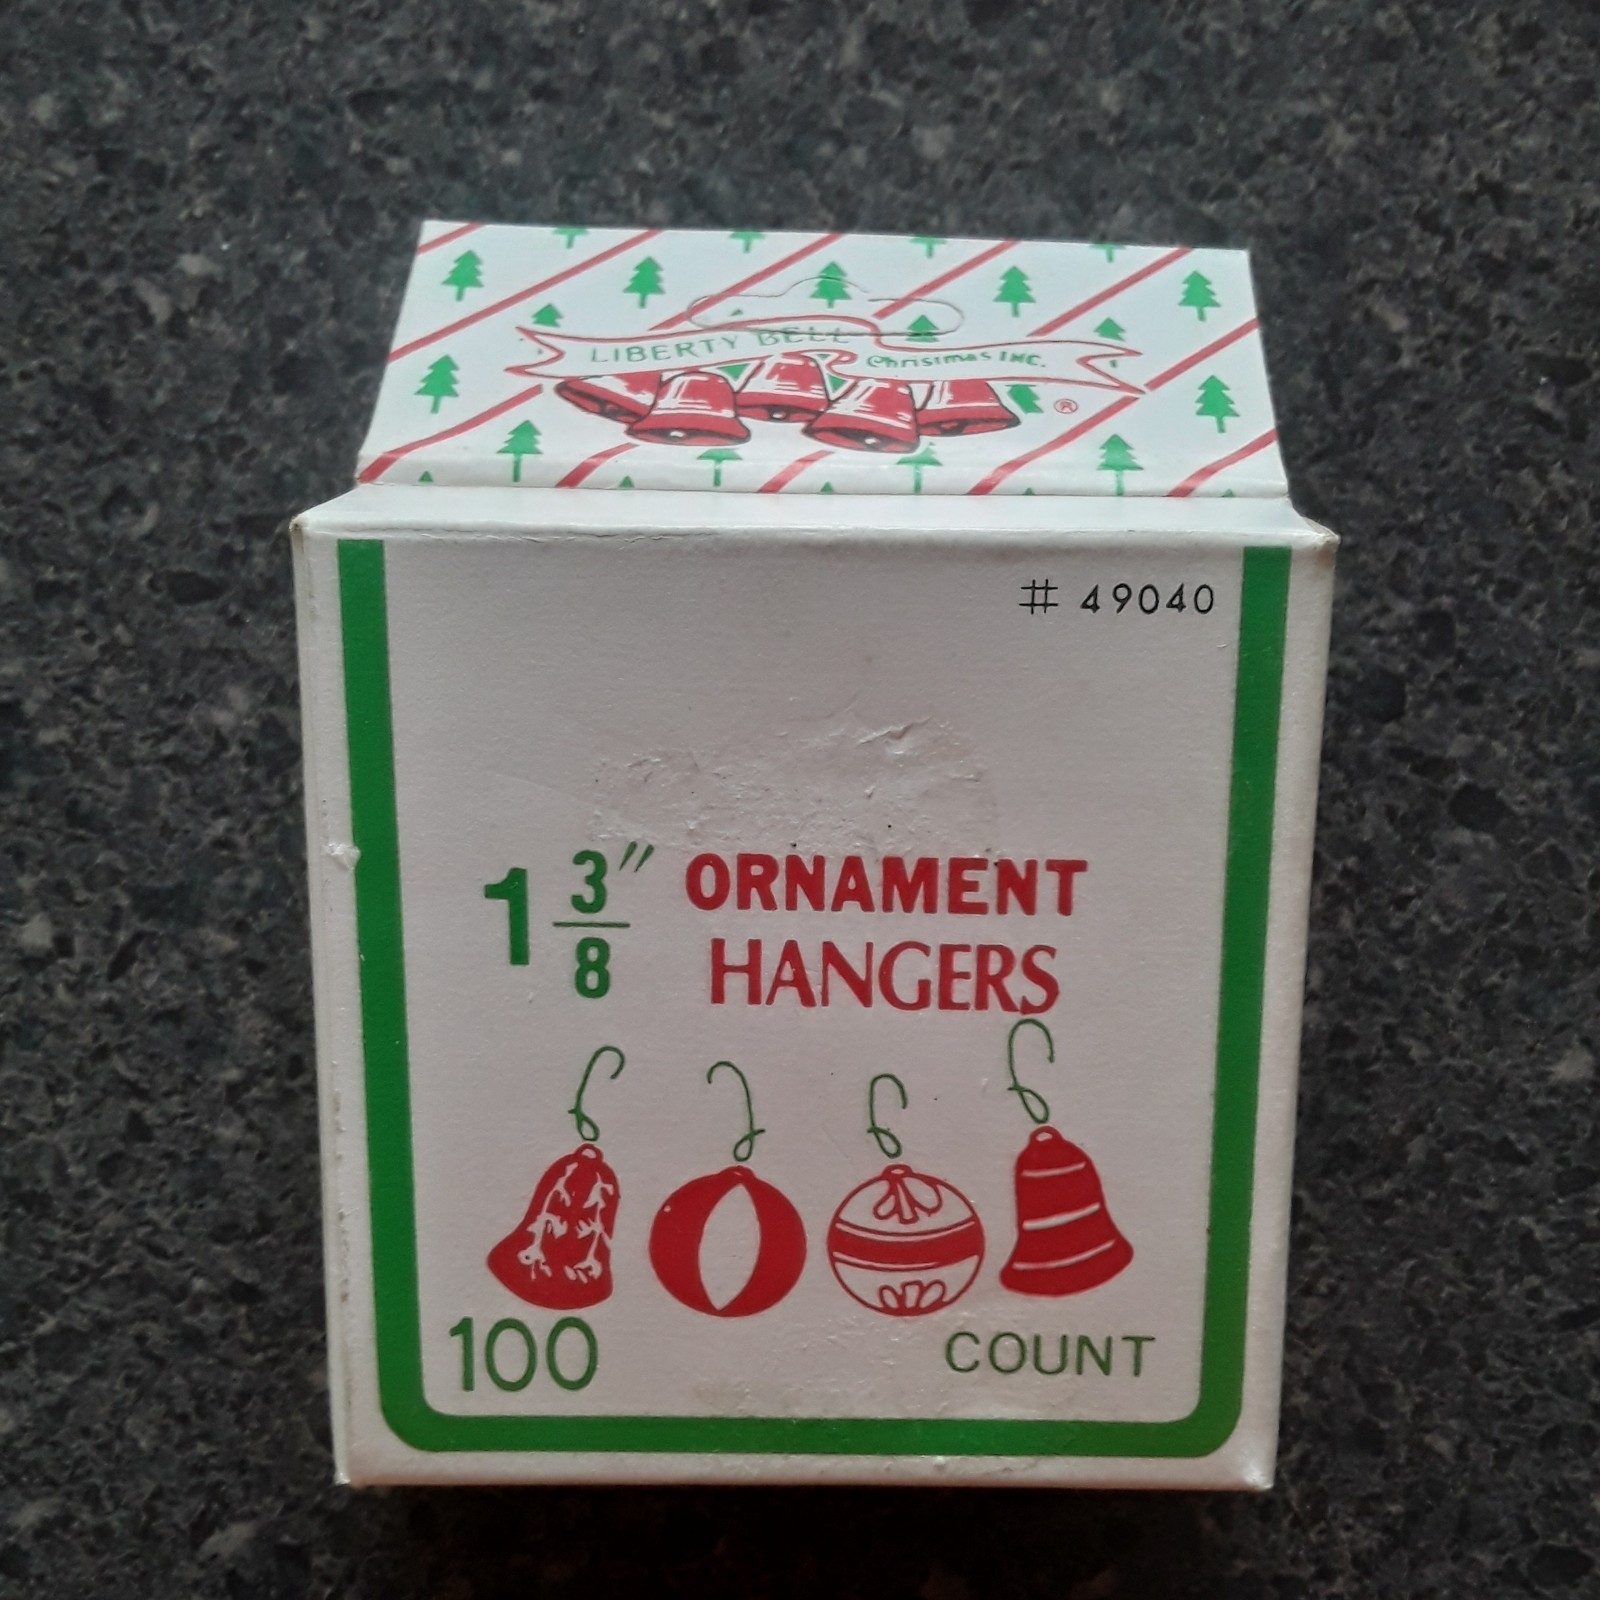 LIBERTY BELL Christmas INC.
®
# 49040
1 3/8" ORNAMENT
HANGERS
100 COUNT